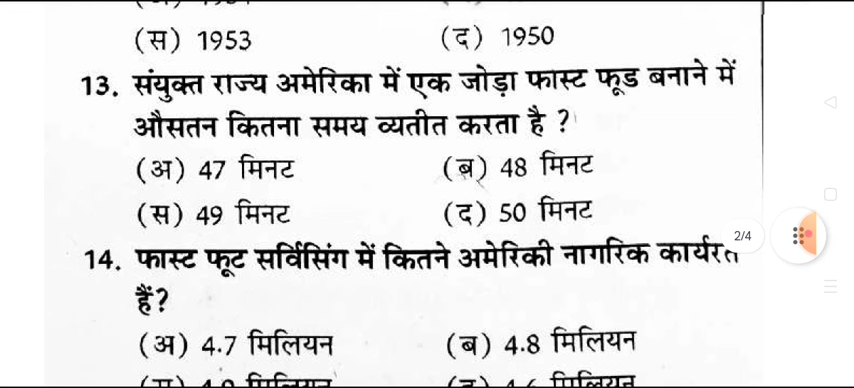 (स) 1953 (द) 1950
13. संयुक्त राज्य अमेरिका में एक जोड़ा फास्ट फूड बनाने में
औसतन कितना समय व्यतीत करता है ?
(अ) 47 मिनट (ब) 48 मिनट
(स) 49 मिनट (द) 50 मिनट
2/4
14. फास्ट फूट सर्विसिंग में कितने अमेरिकी नागरिक कार्यरत
हैं?
(अ) 4.7 मिलियन (ब) 4.8 मिलियन